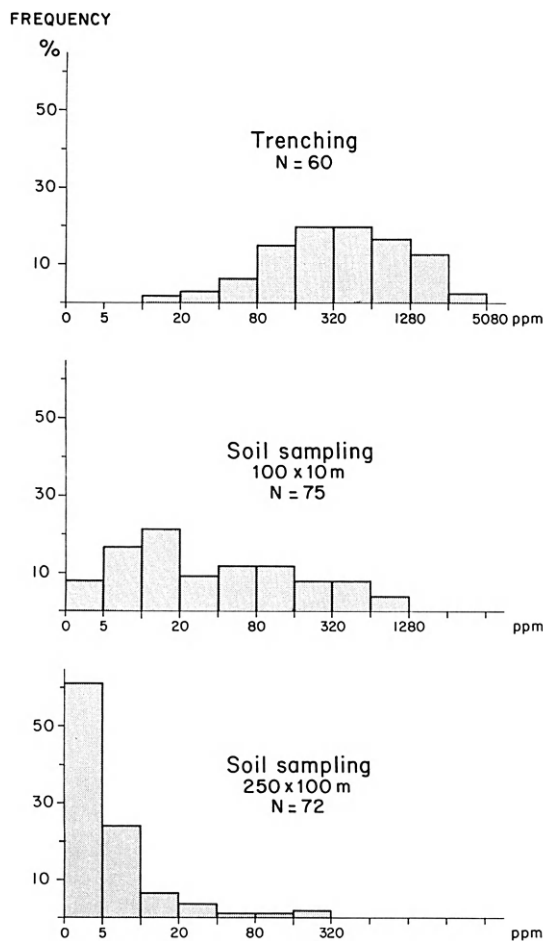 FREQUENCY
%
50
30
10
Trenching
N = 60
0 5 20 80 320 1280 5080 ppm
50
30
10
Soil sampling
100 x 10 m
N = 75
0 5 20 80 320 1280 ppm
50
30
10
Soil sampling
250 x 100 m
N = 72
0 5 20 80 320 ppm